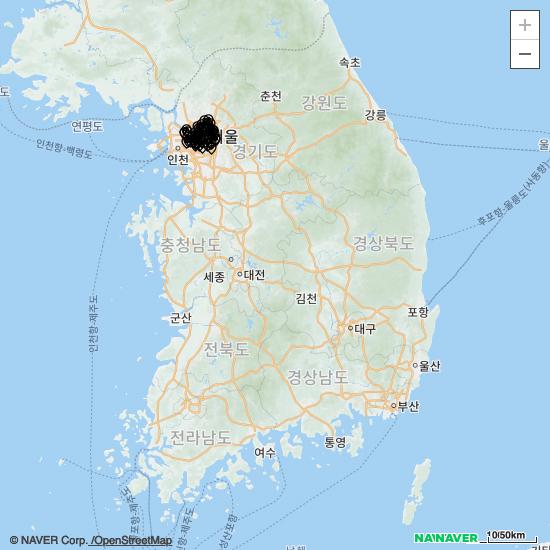 +
−
속초
춘천
강원도
강릉
연평도
울
인천항-백령도
인천
경기도
후포항-울릉도(사동항)
충청남도
경상북도
세종
대전
김천
인천항-제주도
군산
포항
전북도
대구
경상남도
울산
부산
전라남도
여수
통영
© NAVER Corp. /OpenStreetMap
NAVER
10/50km